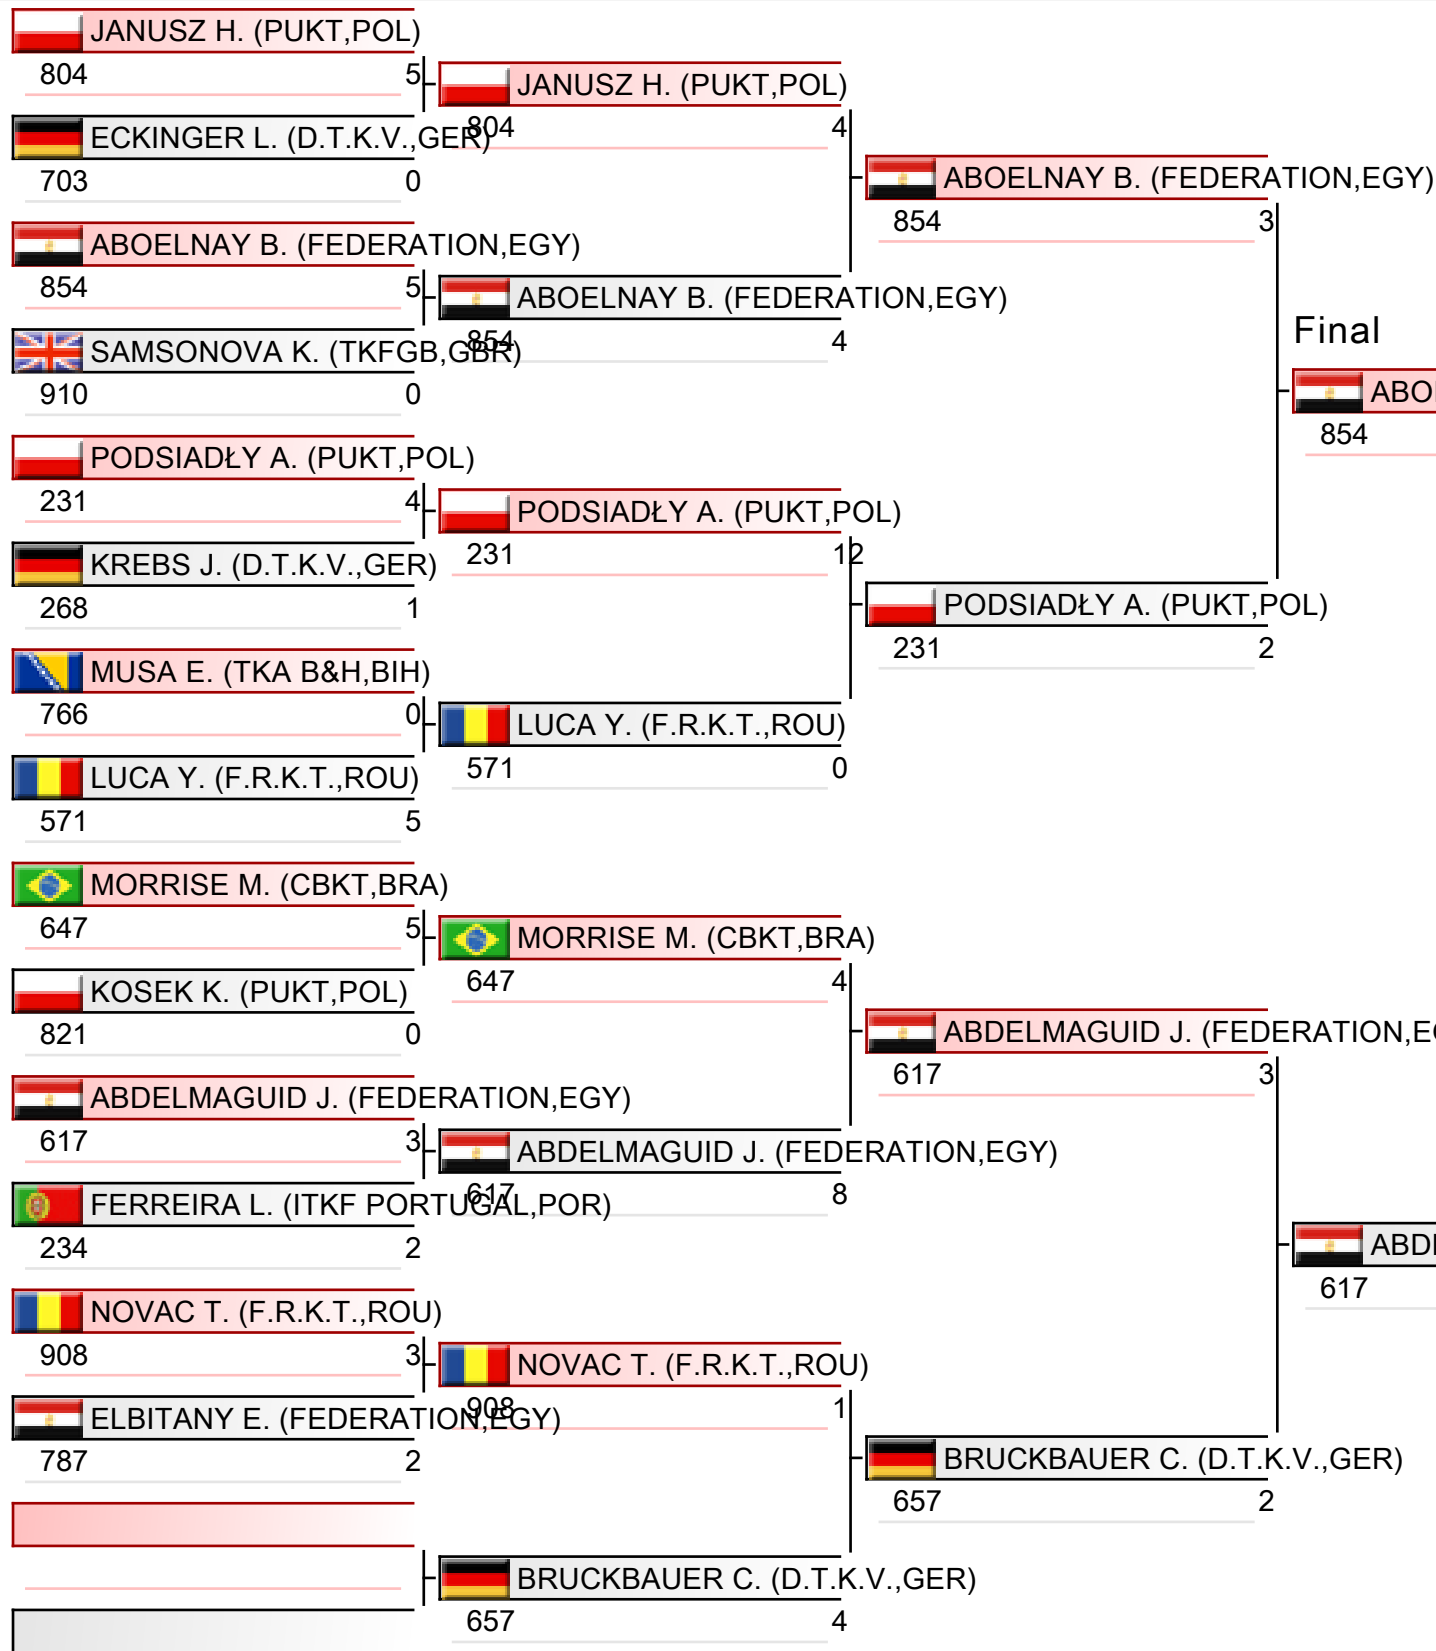 JANUSZ H. (PUKT,POL)
804 5
ECKINGER L. (D.T.K.V.,GER)
703 0
ABOELNAY B. (FEDERATION,EGY)
854 5
SAMSONOVA K. (TKFGB,GBR)
910 0
PODSIADŁY A. (PUKT,POL)
231 4
KREBS J. (D.T.K.V.,GER)
268 1
MUSA E. (TKA B&H,BIH)
766 0
LUCA Y. (F.R.K.T.,ROU)
571 5
MORRISE M. (CBKT,BRA)
647 5
KOSEK K. (PUKT,POL)
821 0
ABDELMAGUID J. (FEDERATION,EGY)
617 3
FERREIRA L. (ITKF PORTUGAL,POR)
234 2
NOVAC T. (F.R.K.T.,ROU)
908 3
ELBITANY E. (FEDERATION,EGY)
787 2
JANUSZ H. (PUKT,POL)
804 4
ABOELNAY B. (FEDERATION,EGY)
854 4
PODSIADŁY A. (PUKT,POL)
231 12
LUCA Y. (F.R.K.T.,ROU)
571 0
MORRISE M. (CBKT,BRA)
647 4
ABDELMAGUID J. (FEDERATION,EGY)
617 8
NOVAC T. (F.R.K.T.,ROU)
908 1
BRUCKBAUER C. (D.T.K.V.,GER)
657 4
ABOELNAY B. (FEDERATION,EGY)
854 3
PODSIADŁY A. (PUKT,POL)
231 2
ABDELMAGUID J. (FEDERATION,E
617 3
BRUCKBAUER C. (D.T.K.V.,GER)
657 2
Final
ABO
854
ABD
617